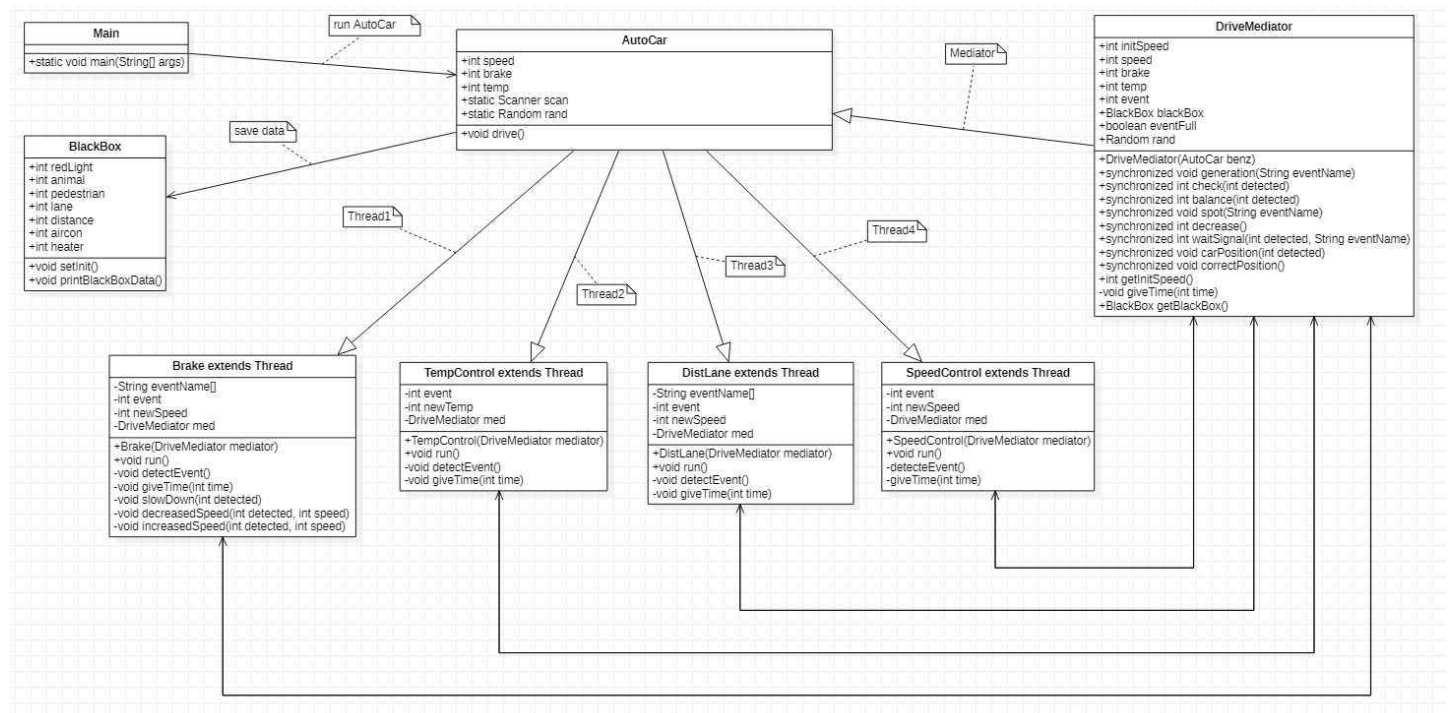 Main
+static void main(String[] args)
run AutoCar
AutoCar
+int speed
+int brake
+int temp
+static Scanner scan
+static Random rand
+void drive()
Mediator
DriveMediator
+int initSpeed
+int speed
+int brake
+int temp
+int event
+BlackBox blackBox
+boolean eventFull
+Random rand
+DriveMediator(AutoCar benz)
+synchronized void generation(String eventName)
+synchronized int check(int detected)
+synchronized int balance(int detected)
+synchronized void spot(String eventName)
+synchronized int decrease()
+synchronized int waitSignal(int detected, String eventName)
+synchronized void carPosition(int detected)
+synchronized void correctPosition()
+int getInitSpeed()
-void giveTime(int time)
+BlackBox getBlackBox()
save data
BlackBox
+int redLight
+int animal
+int pedestrian
+int lane
+int distance
+int aircon
+int heater
+void setInit()
+void printBlackBoxData()
Thread1
Thread2
Thread3
Thread4
Brake extends Thread
-String eventName[]
-int event
-int newSpeed
-DriveMediator med
+Brake(DriveMediator mediator)
+void run()
-void detectEvent()
-void giveTime(int time)
-void slowDown(int detected)
-void decreasedSpeed(int detected, int speed)
-void increasedSpeed(int detected, int speed)
TempControl extends Thread
-int event
-int newTemp
-DriveMediator med
+TempControl(DriveMediator mediator)
+void run()
-void detectEvent()
-void giveTime(int time)
DistLane extends Thread
-String eventName[]
-int event
-int newSpeed
-DriveMediator med
+DistLane(DriveMediator mediator)
+void run()
-void detectEvent()
-void giveTime(int time)
SpeedControl extends Thread
-int event
-int newSpeed
-DriveMediator med
+SpeedControl(DriveMediator mediator)
+void run()
-detecteEvent()
-giveTime(int time)